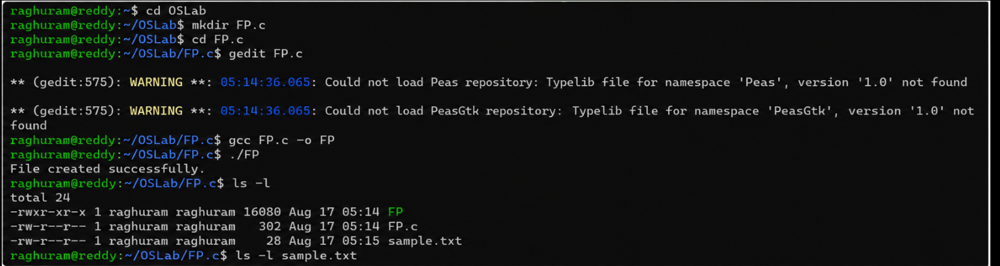 raghuram@reddy:~$ cd OSLab
raghuram@reddy:~/OSLab$ mkdir FP.c
raghuram@reddy:~/OSLab$ cd FP.c
raghuram@reddy:~/OSLab/FP.c$ gedit FP.c
** (gedit:575): WARNING **: 05:14:36.065: Could not load Peas repository: Typelib file for namespace 'Peas', version '1.0' not found
** (gedit:575): WARNING **: 05:14:36.065: Could not load PeasGtk repository: Typelib file for namespace 'PeasGtk', version '1.0' not
found
raghuram@reddy:~/OSLab/FP.c$ gcc FP.c -o FP
raghuram@reddy:~/OSLab/FP.c$ ./FP
File created successfully.
raghuram@reddy:~/OSLab/FP.c$ ls -l
total 24
-rwxr-xr-x 1 raghuram raghuram 16080 Aug 17 05:14 FP
-rw-r--r-- 1 raghuram raghuram   302 Aug 17 05:14 FP.c
-rw-r--r-- 1 raghuram raghuram    28 Aug 17 05:15 sample.txt
raghuram@reddy:~/OSLab/FP.c$ ls -l sample.txt